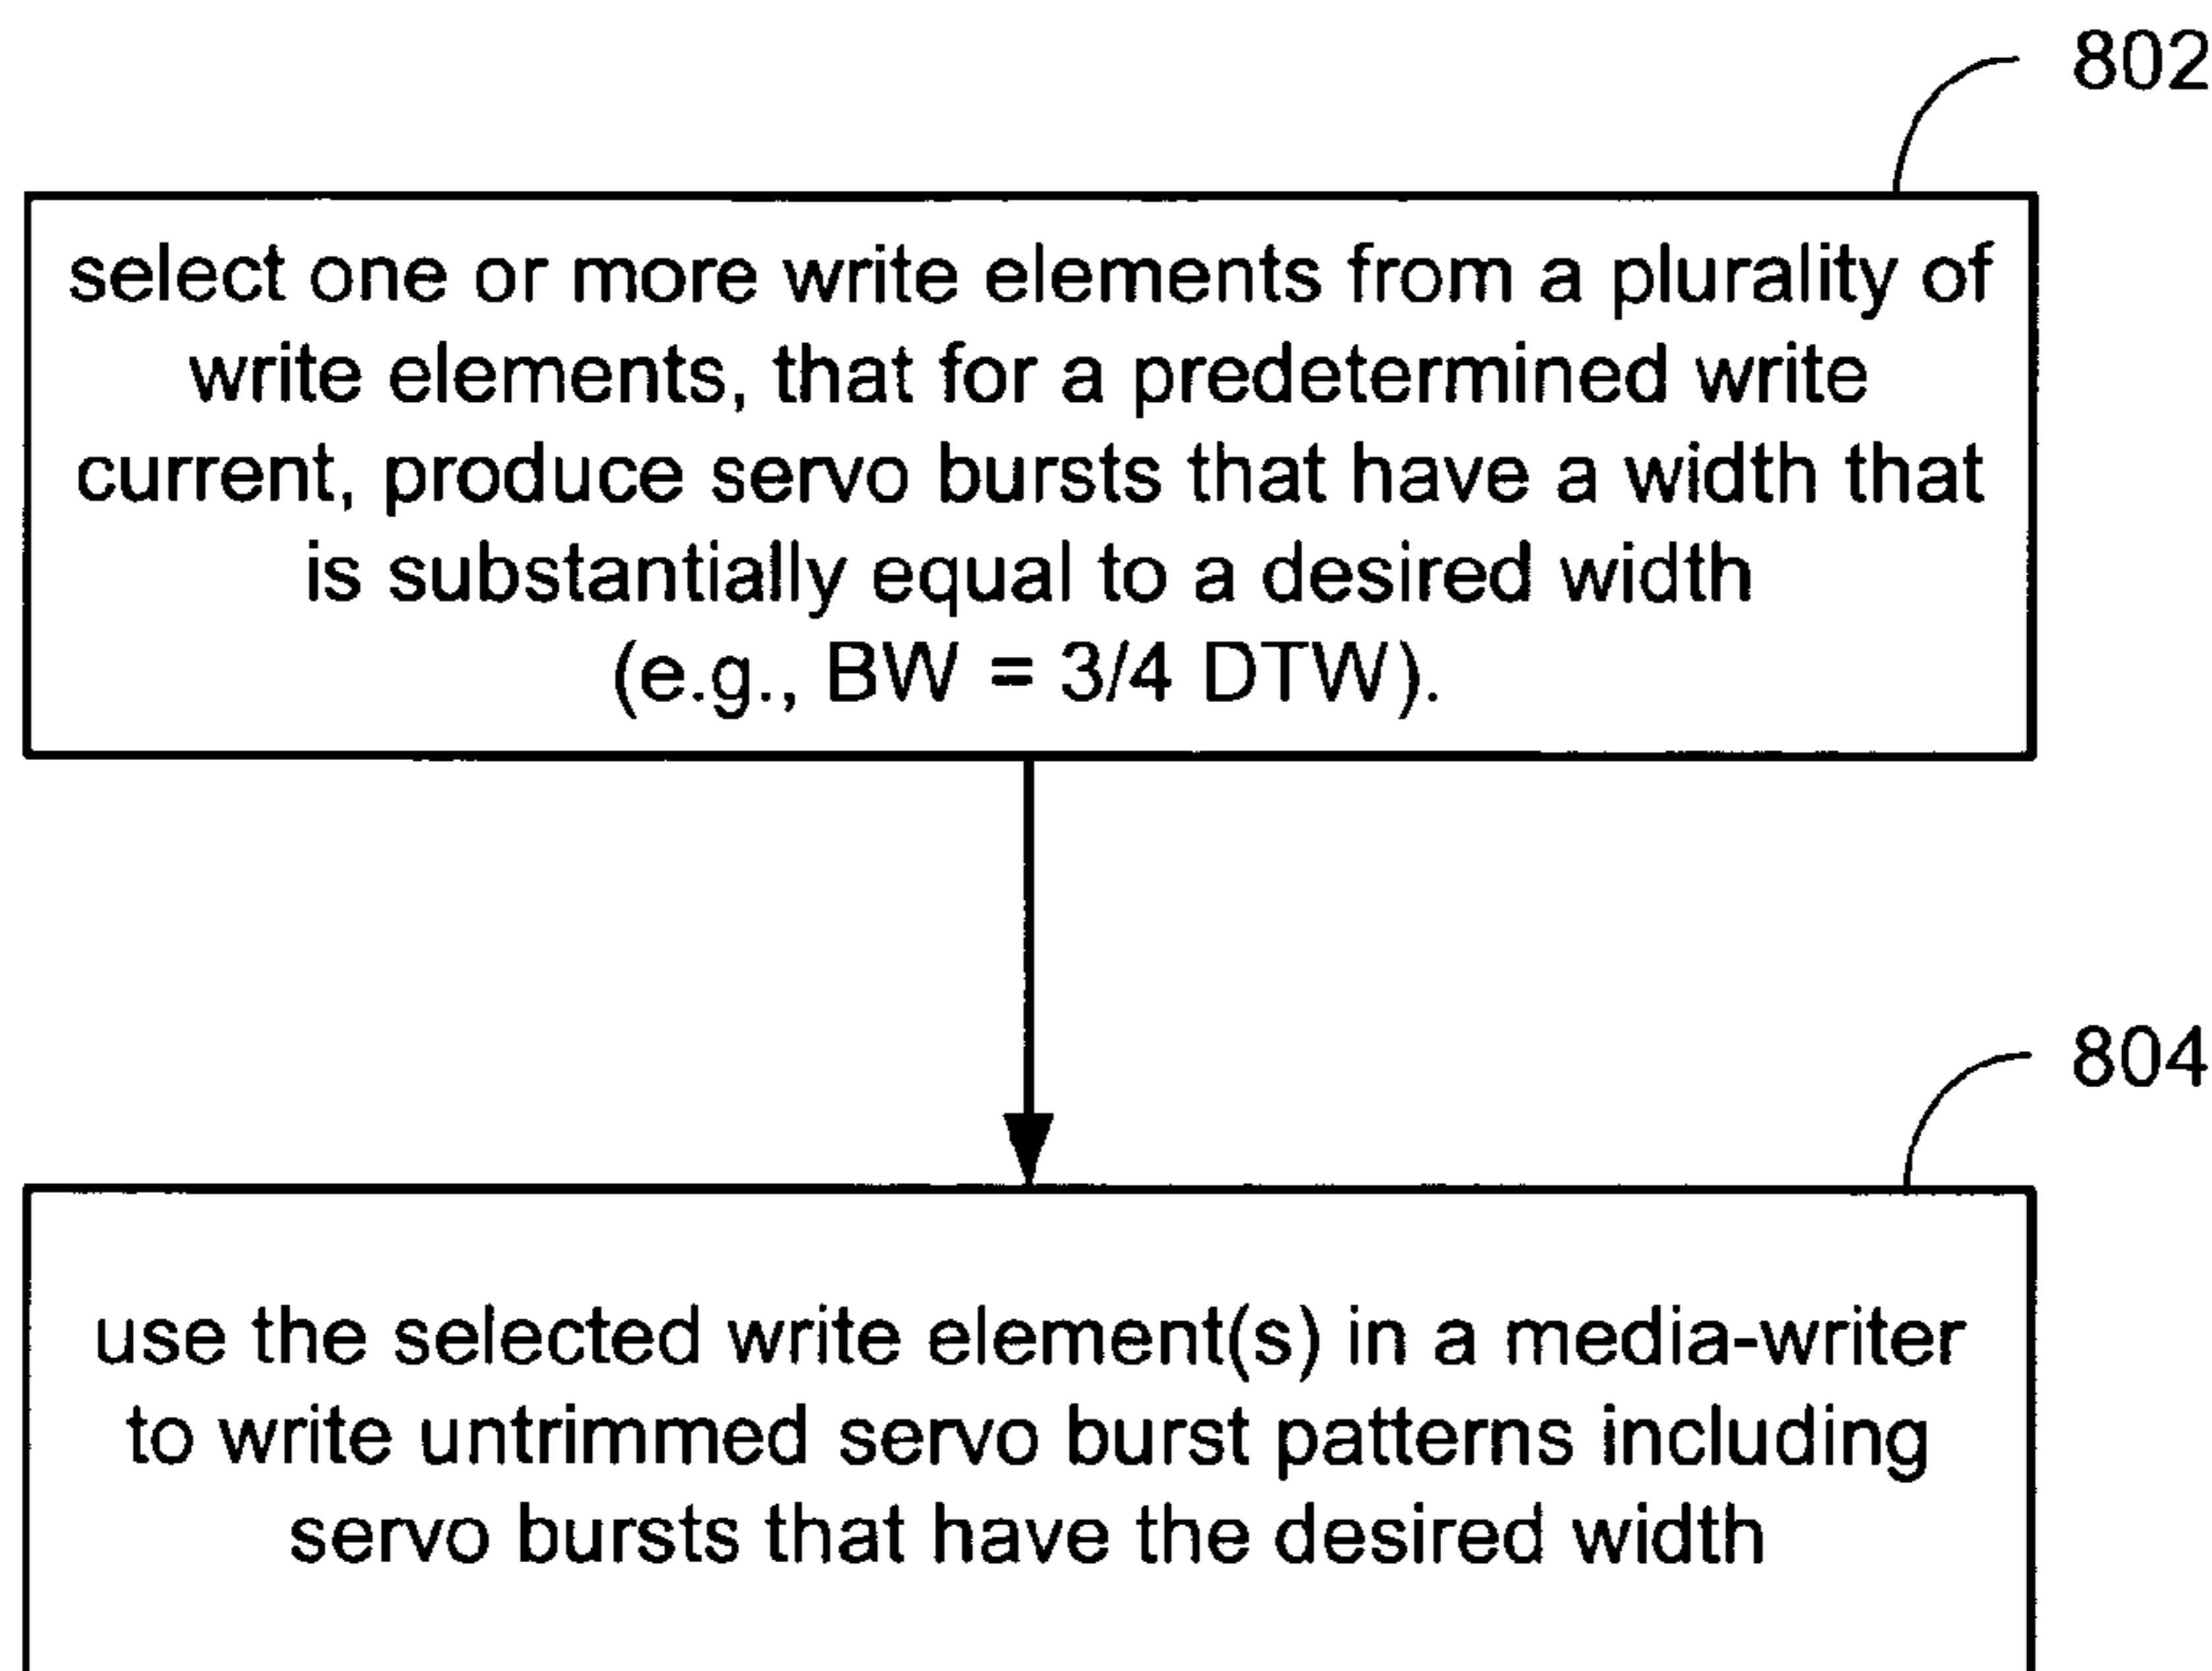 802
select one or more write elements from a plurality of
write elements, that for a predetermined write
current, produce servo bursts that have a width that
is substantially equal to a desired width
(e.g., BW = 3/4 DTW).
804
use the selected write element(s) in a media-writer
to write untrimmed servo burst patterns including
servo bursts that have the desired width